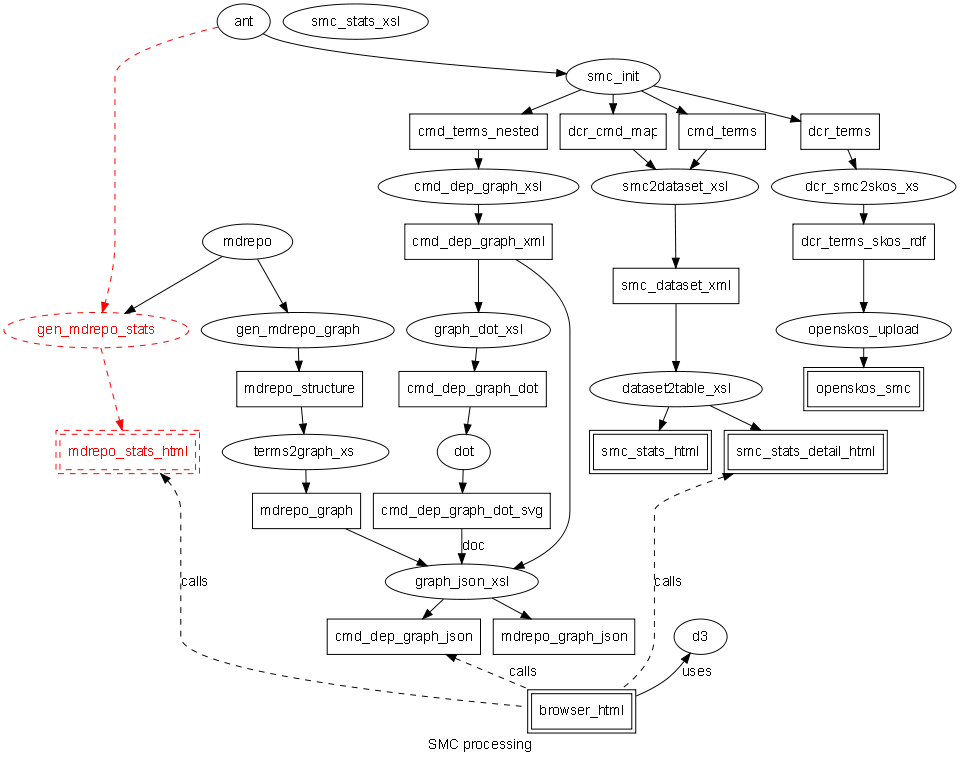 ant
smc_stats_xsl
smc_init
cmd_terms_nested
dcr_cmd_map
cmd_terms
dcr_terms
cmd_dep_graph_xsl
smc2dataset_xsl
dcr_smc2skos_xs
mdrepo
cmd_dep_graph_xml
dcr_terms_skos_rdf
smc_dataset_xml
gen_mdrepo_stats
gen_mdrepo_graph
graph_dot_xsl
openskos_upload
mdrepo_structure
cmd_dep_graph_dot
dataset2table_xsl
openskos_smc
mdrepo_stats_html
terms2graph_xs
dot
smc_stats_html
smc_stats_detail_html
mdrepo_graph
cmd_dep_graph_dot_svg
doc
calls
graph_json_xsl
calls
cmd_dep_graph_json
mdrepo_graph_json
d3
calls
uses
browser_html
SMC processing